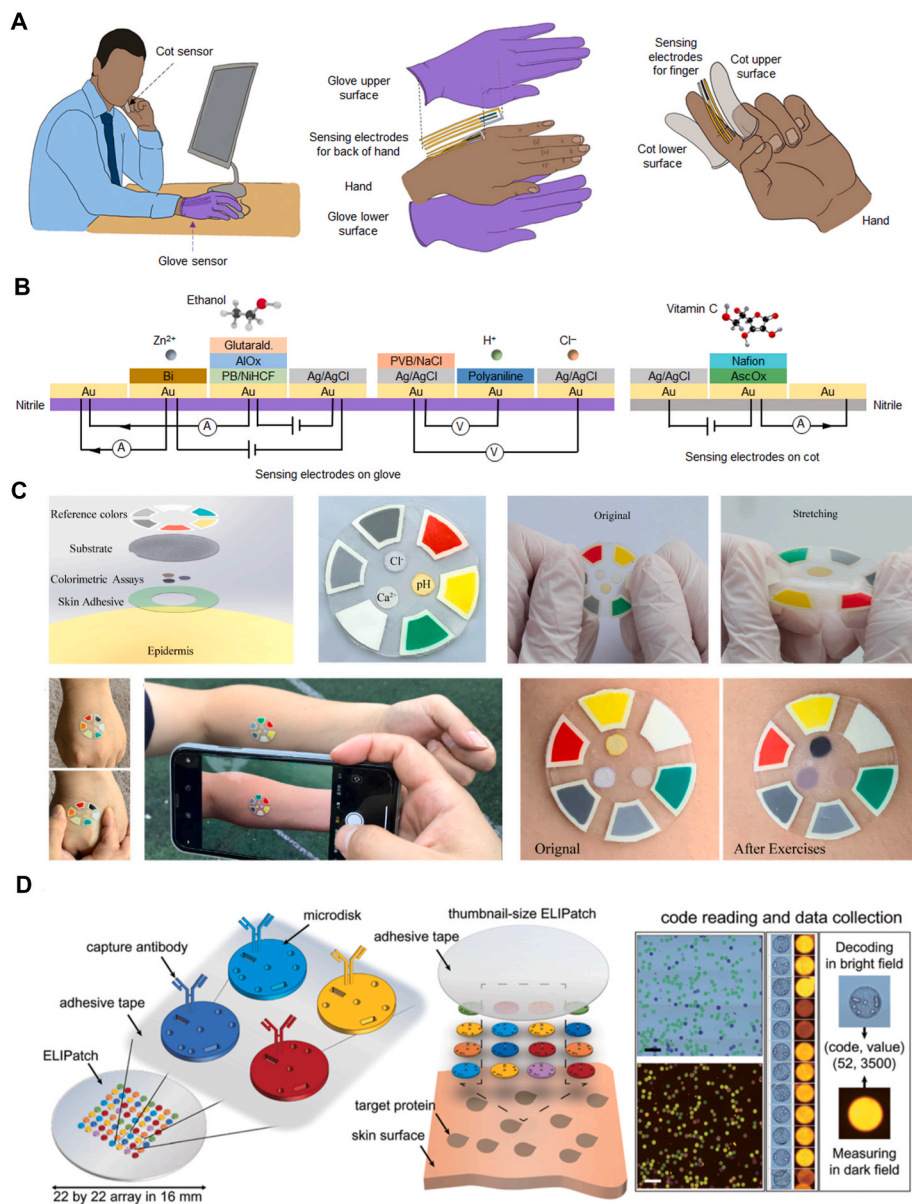 A
Cot sensor
Glove sensor
Glove upper
surface
Sensing electrodes
for back of hand
Hand
Glove lower
surface
Sensing
electrodes
for finger
Cot upper
surface
Cot lower
surface
Hand
B
Ethanol
Zn²⁺
Glutarald.
AlOx
Bi
PB/NiHCF
Ag/AgCl
Au
Au
Au
Au
Nitrile
A
A
H⁺
Cl⁻
PVB/NaCl
Ag/AgCl
Polyaniline
Ag/AgCl
Au
Au
Au
V
V
Sensing electrodes on glove
Vitamin C
Nafion
Ag/AgCl
AscOx
Au
Au
Au
Nitrile
A
Sensing electrodes on cot
C
Reference colors
Substrate
Colorimetric Assays
Skin Adhesive
Epidermis
Cl⁻
pH
Ca²⁺
Original
Stretching
Orignal
After Exercises
D
microdisk
capture antibody
adhesive tape
ELIPatch
22 by 22 array in 16 mm
thumbnail-size ELIPatch
adhesive tape
target protein
skin surface
code reading and data collection
Decoding
in bright field
(code, value)
(52, 3500)
Measuring
in dark field